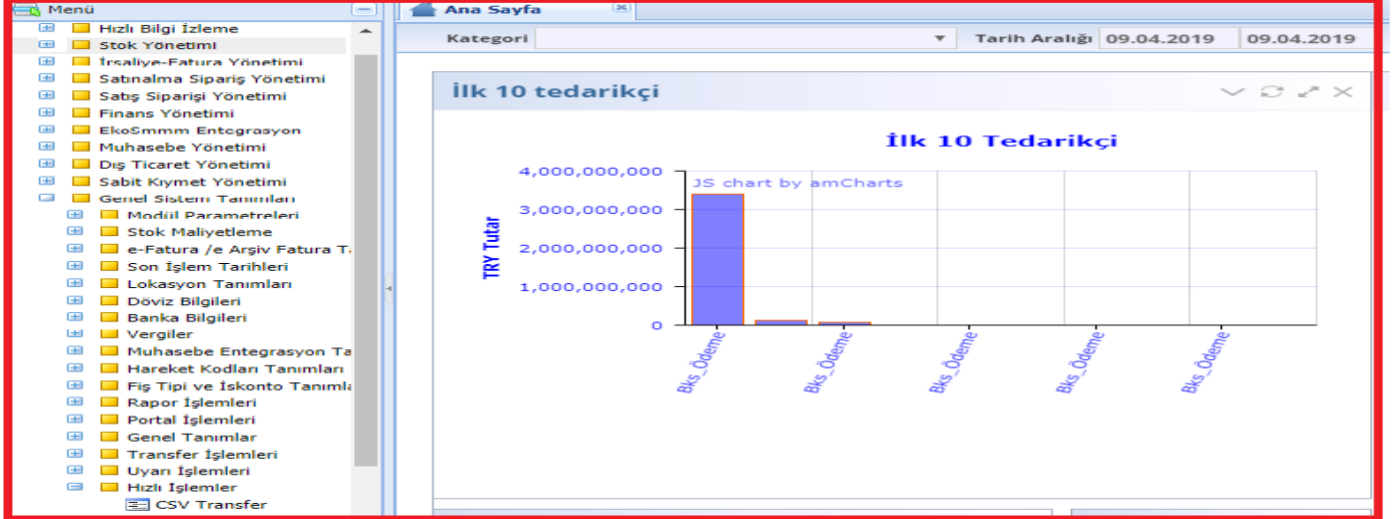 Menü
Hızlı Bilgi İzleme
Stok Yönetimi
İrsaliye-Fatura Yönetimi
Satınalma Sipariş Yönetimi
Satış Siparişi Yönetimi
Finans Yönetimi
EkoSmmm Entegrasyon
Muhasebe Yönetimi
Dış Ticaret Yönetimi
Sabit Kıymet Yönetimi
Genel Sistem Tanımları
Modül Parametreleri
Stok Maliyetleme
e-Fatura /e Arşiv Fatura T
Son İşlem Tarihleri
Lokasyon Tanımları
Döviz Bilgileri
Banka Bilgileri
Vergiler
Muhasebe Entegrasyon Ta
Hareket Kodları Tanımları
Fiş Tipi ve İskonto Tanımla
Rapor İşlemleri
Portal İşlemleri
Genel Tanımlar
Transfer İşlemleri
Uyarı İşlemleri
Hızlı İşlemler
CSV Transfer
Ana Sayfa
Kategori Tarih Aralığı 09.04.2019 09.04.2019
İlk 10 tedarikçi
İlk 10 Tedarikçi
JS chart by amCharts
TRY Tutar
4,000,000,000
3,000,000,000
2,000,000,000
1,000,000,000
0
Bks_Ödeme Bks_Ödeme Bks_Ödeme Bks_Ödeme Bks_Ödeme